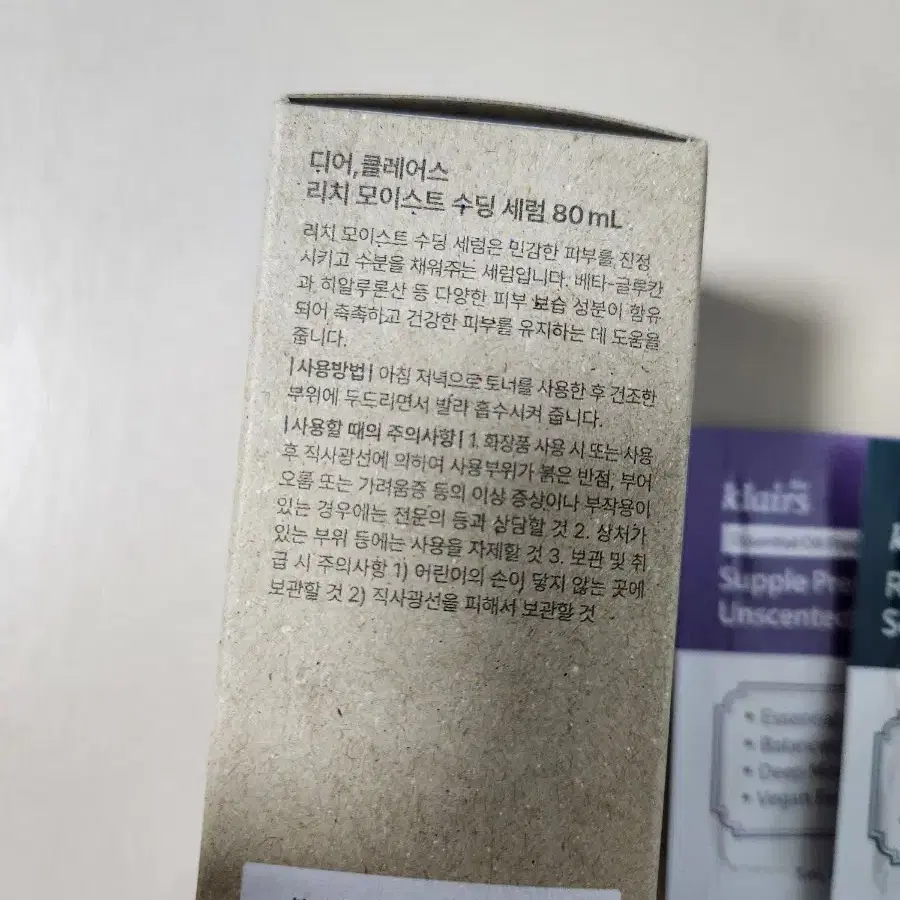 디어,클레어스
리치 모이스트 수딩 세럼 80 mL
리치 모이스트 수딩 세럼은 민감한 피부를 진정
시키고 수분을 채워주는 세럼입니다. 베타-글루칸
과 히알루론산 등 다양한 피부 보습 성분이 함유
되어 촉촉하고 건강한 피부를 유지하는 데 도움을
줍니다.
|사용방법| 아침 저녁으로 토너를 사용한 후 건조한
부위에 두드리면서 발라 흡수시켜 줍니다.
|사용할 때의 주의사항| 1. 화장품 사용 시 또는 사용
후 직사광선에 의하여 사용부위가 붉은 반점, 부어
오름 또는 가려움증 등의 이상 증상이나 부작용이
있는 경우에는 전문의 등과 상담할 것 2. 상처가
있는 부위 등에는 사용을 자제할 것 3. 보관 및 취
급 시 주의사항 1) 어린이의 손이 닿지 않는 곳에
보관할 것 2) 직사광선을 피해서 보관할 것
klairs
Supple Pre
Unscented
• Essential
• Balance
• Deep
• Vegan